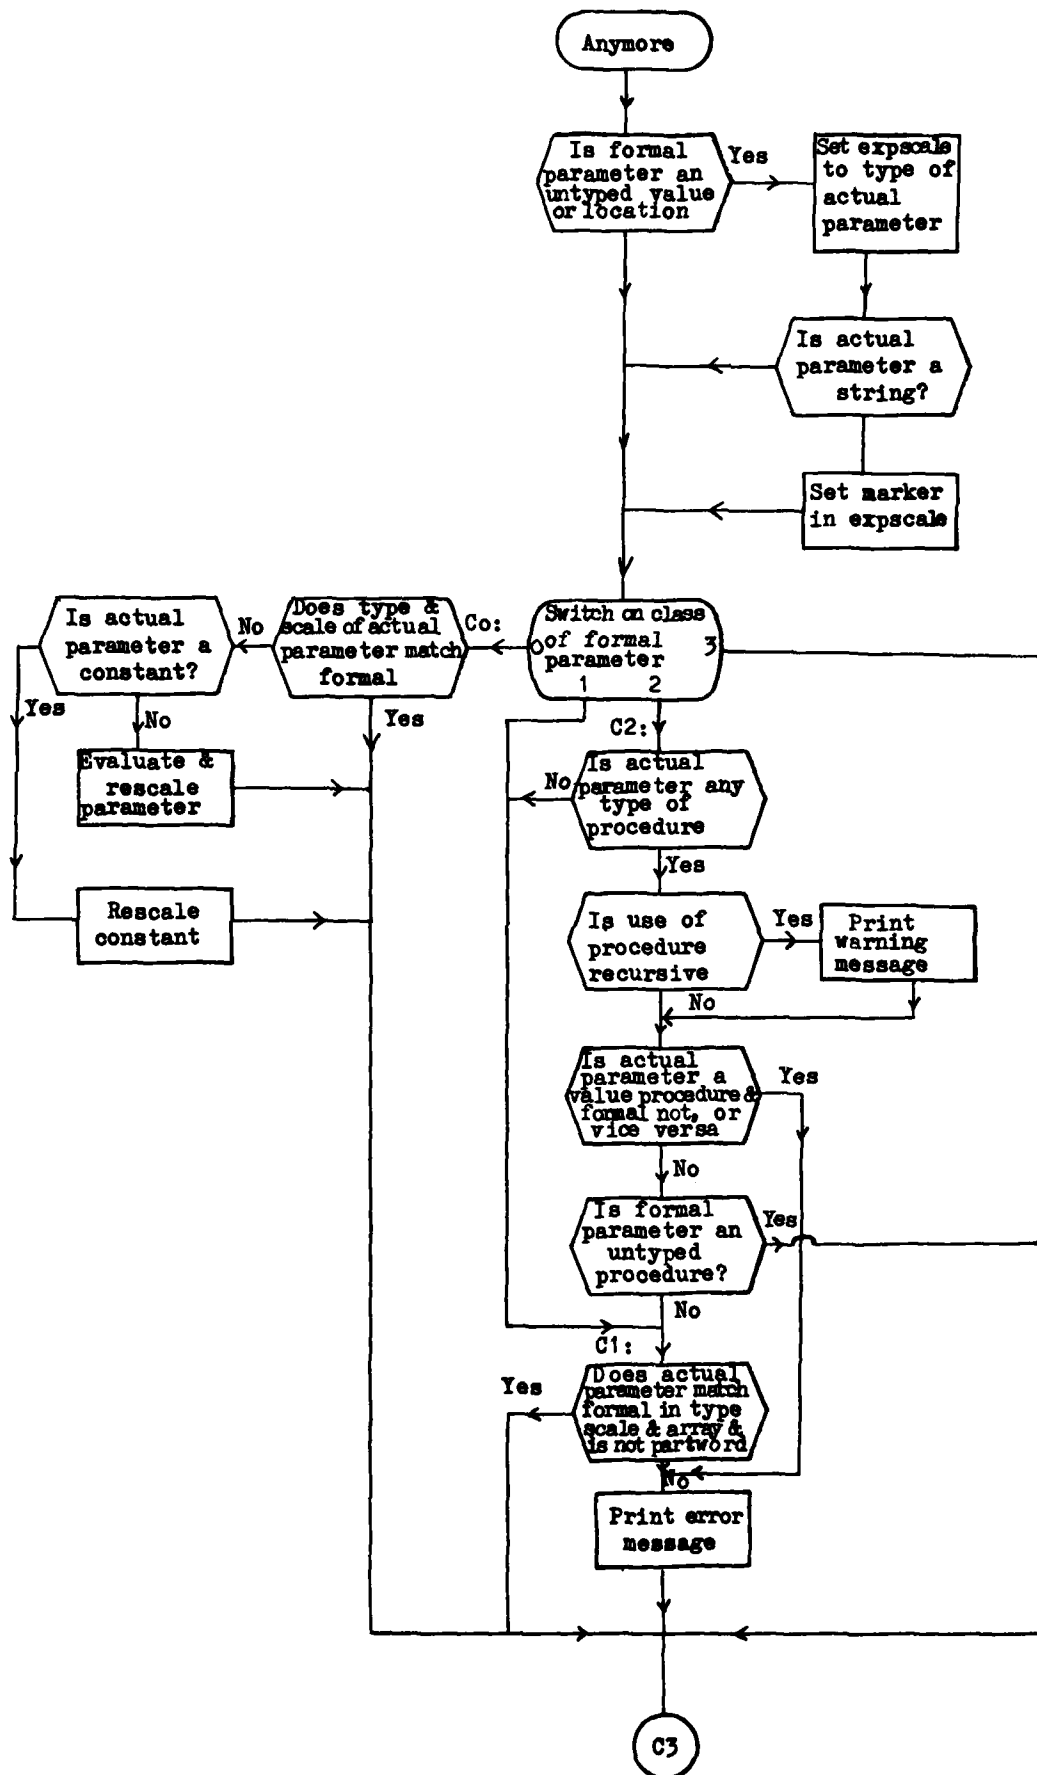 Anymore
Is formal
parameter an
untyped value
or location
Yes
Set expscale
to type of
actual
parameter
Is actual
parameter a
string?
Set marker
in expscale
Switch on class
0 of formal
parameter 3
1 2
Co:
Does type &
scale of actual
parameter match
formal
No
Yes
Is actual
parameter a
constant?
Yes
No
Evaluate &
rescale
parameter
Rescale
constant
C2:
Is actual
parameter any
type of
procedure
No
Yes
Is use of
procedure
recursive
Yes
Print
warning
message
No
Is actual
parameter a
value procedure &
formal not, or
vice versa
Yes
No
Is formal
parameter an
untyped
procedure?
Yes
No
C1:
Does actual
parameter match
formal in type
scale & array &
is not partword
Yes
No
Print error
message
C3